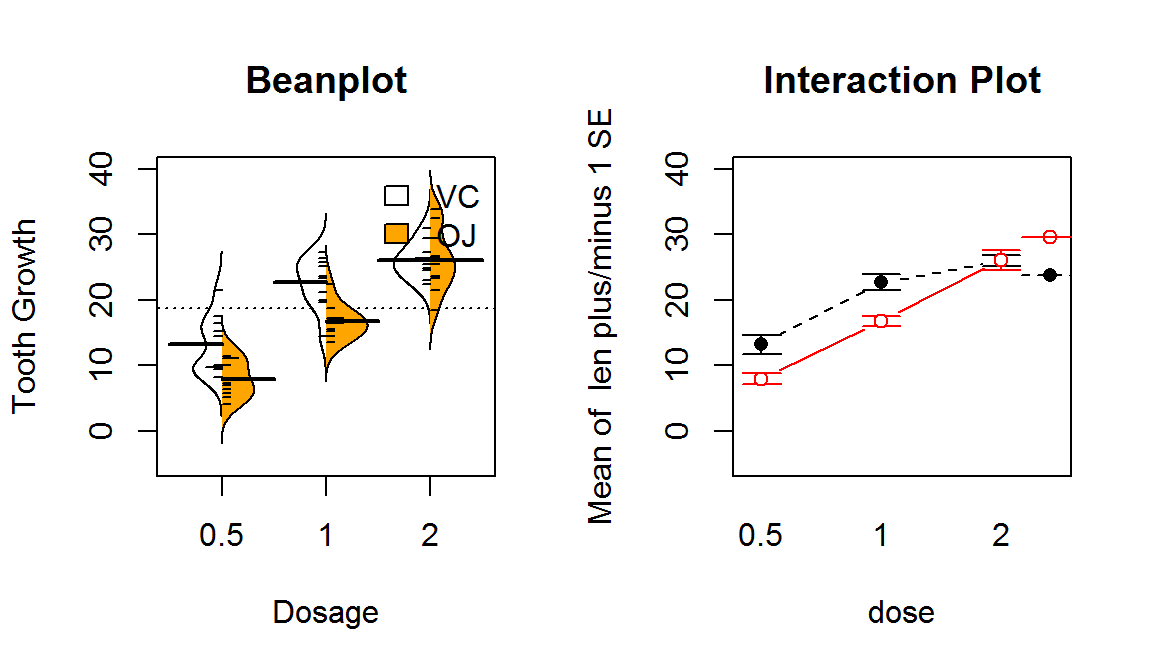 Beanplot
Tooth Growth
40
30
20
10
0
VC
OJ
0.5 1 2
Dosage
Interaction Plot
Mean of  len plus/minus 1 SE
40
30
20
10
0
0.5 1 2
dose